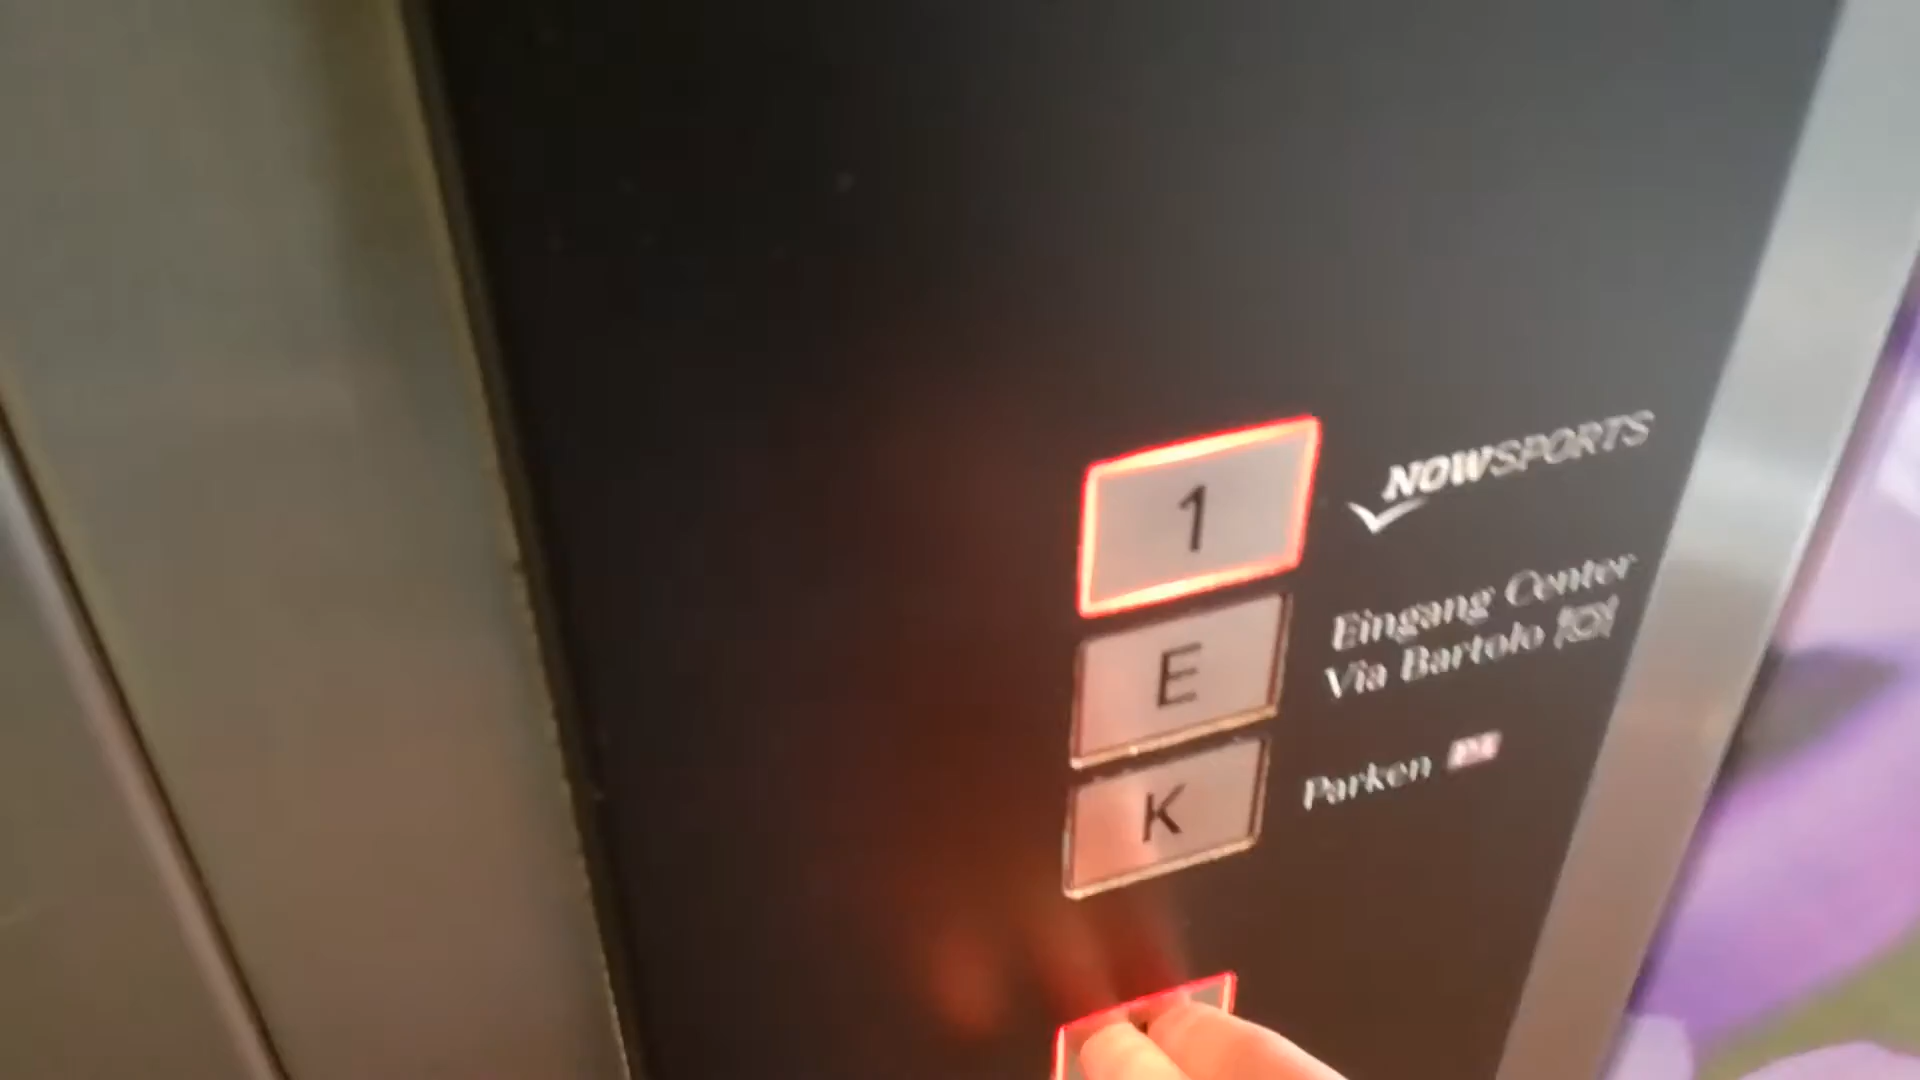 1
NOWSPORTS
E
Eingang Center
Via Bartolo
K
Parken